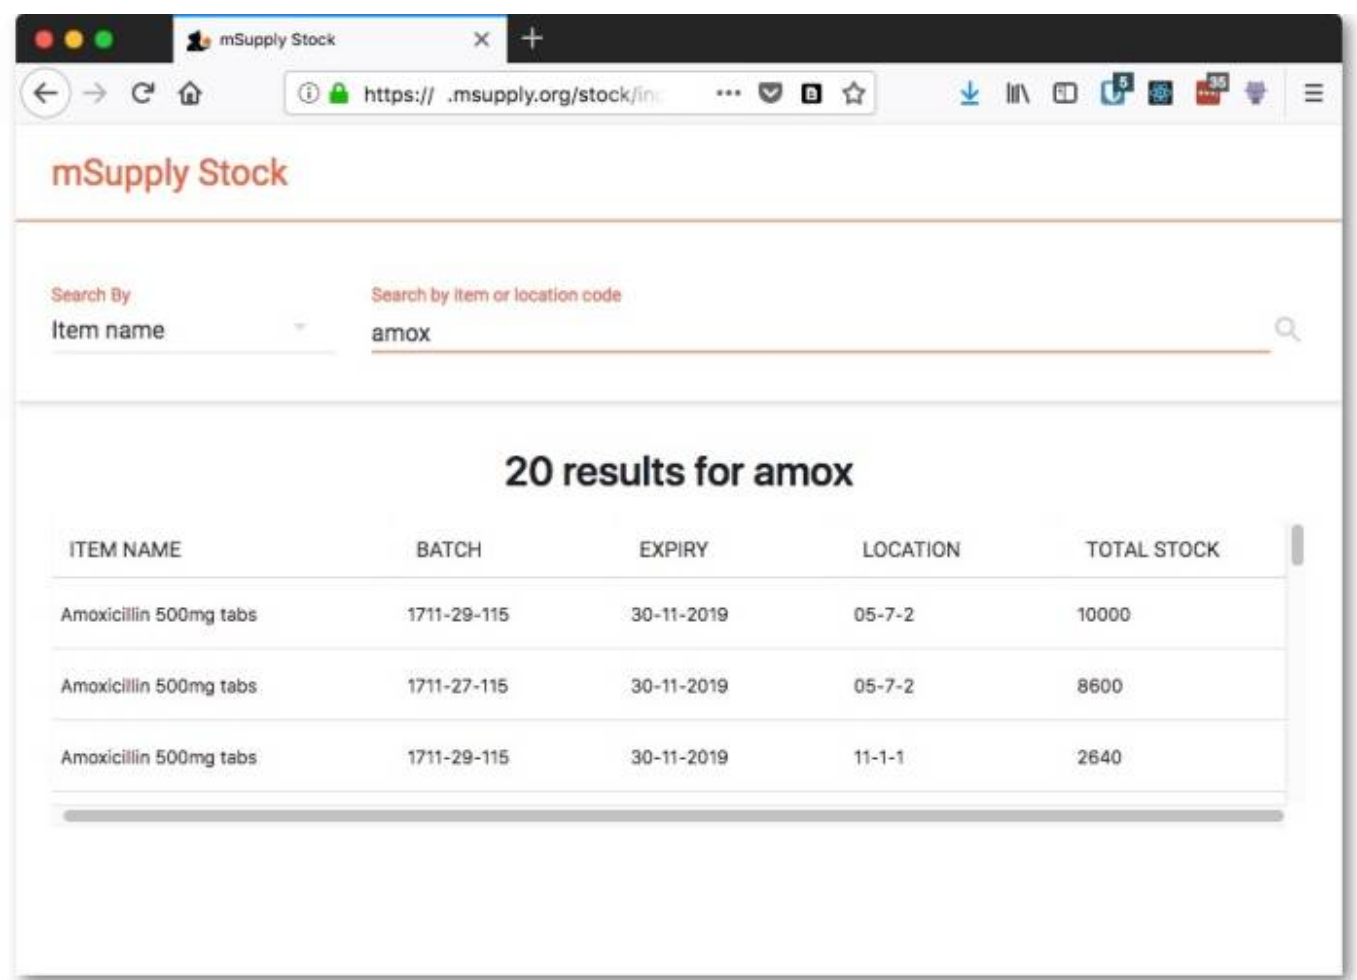 mSupply Stock
https:// .msupply.org/stock/in
5
35
mSupply Stock
Search By
Search by item or location code
Item name
amox
20 results for amox
ITEM NAME BATCH EXPIRY LOCATION TOTAL STOCK
Amoxicillin 500mg tabs 1711-29-115 30-11-2019 05-7-2 10000
Amoxicillin 500mg tabs 1711-27-115 30-11-2019 05-7-2 8600
Amoxicillin 500mg tabs 1711-29-115 30-11-2019 11-1-1 2640